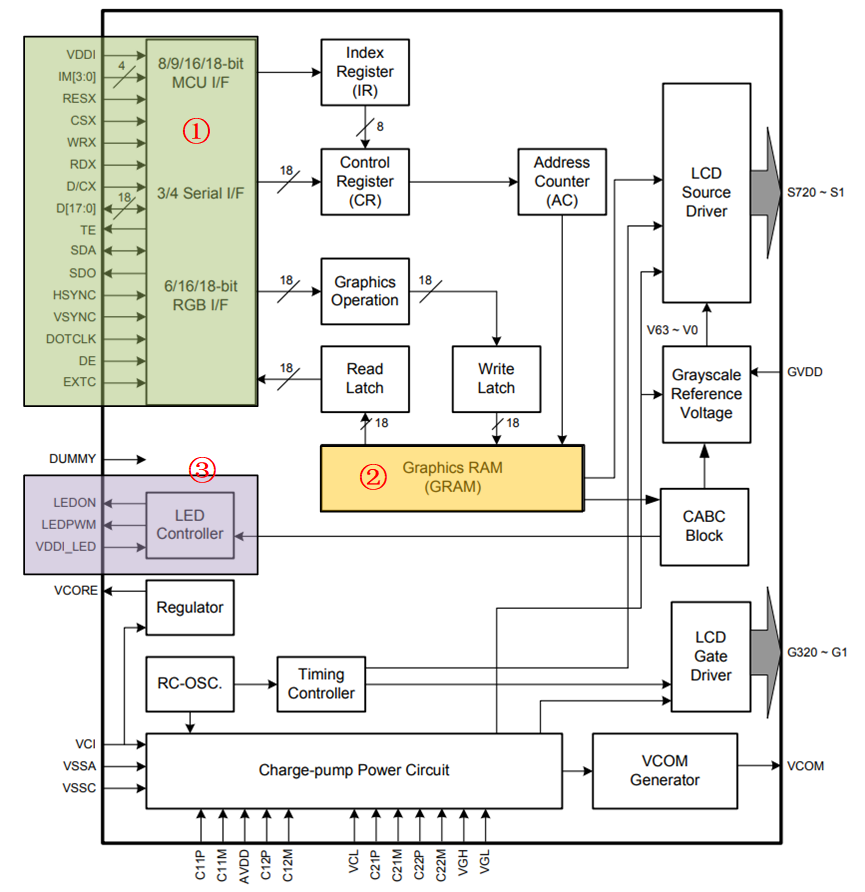 VDDI
IM[3:0]
4
RESX
CSX
WRX
RDX
D/CX
D[17:0]
18
TE
SDA
SDO
HSYNC
VSYNC
DOTCLK
DE
EXTC
8/9/16/18-bit
MCU I/F
①
3/4 Serial I/F
6/16/18-bit
RGB I/F
Index
Register
(IR)
8
18
Control
Register
(CR)
Address
Counter
(AC)
18
Graphics
Operation
18
18
Read
Latch
Write
Latch
18
18
②
Graphics RAM
(GRAM)
LCD
Source
Driver
S720 ~ S1
V63 ~ V0
Grayscale
Reference
Voltage
GVDD
CABC
Block
DUMMY
③
LEDON
LEDPWM
VDDI_LED
LED
Controller
VCORE
Regulator
RC-OSC.
Timing
Controller
LCD
Gate
Driver
G320 ~ G1
VCI
VSSA
VSSC
Charge-pump Power Circuit
VCOM
Generator
VCOM
C11P
C11M
AVDD
C12P
C12M
VCL
C21P
C21M
C22P
C22M
VGH
VGL